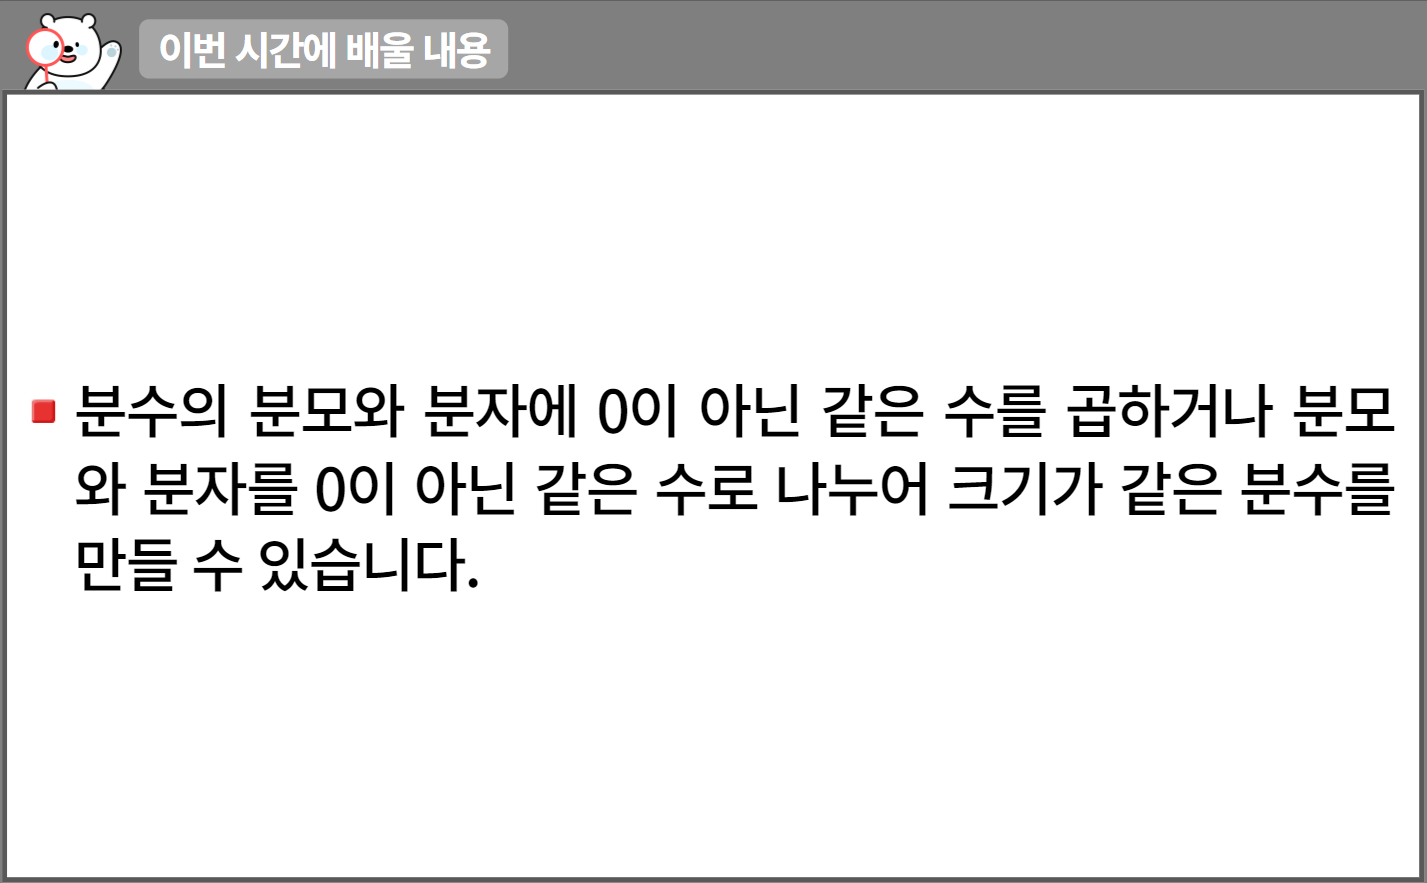 이번 시간에 배울 내용
분수의 분모와 분자에 0이 아닌 같은 수를 곱하거나 분모
와 분자를 0이 아닌 같은 수로 나누어 크기가 같은 분수를
만들 수 있습니다.